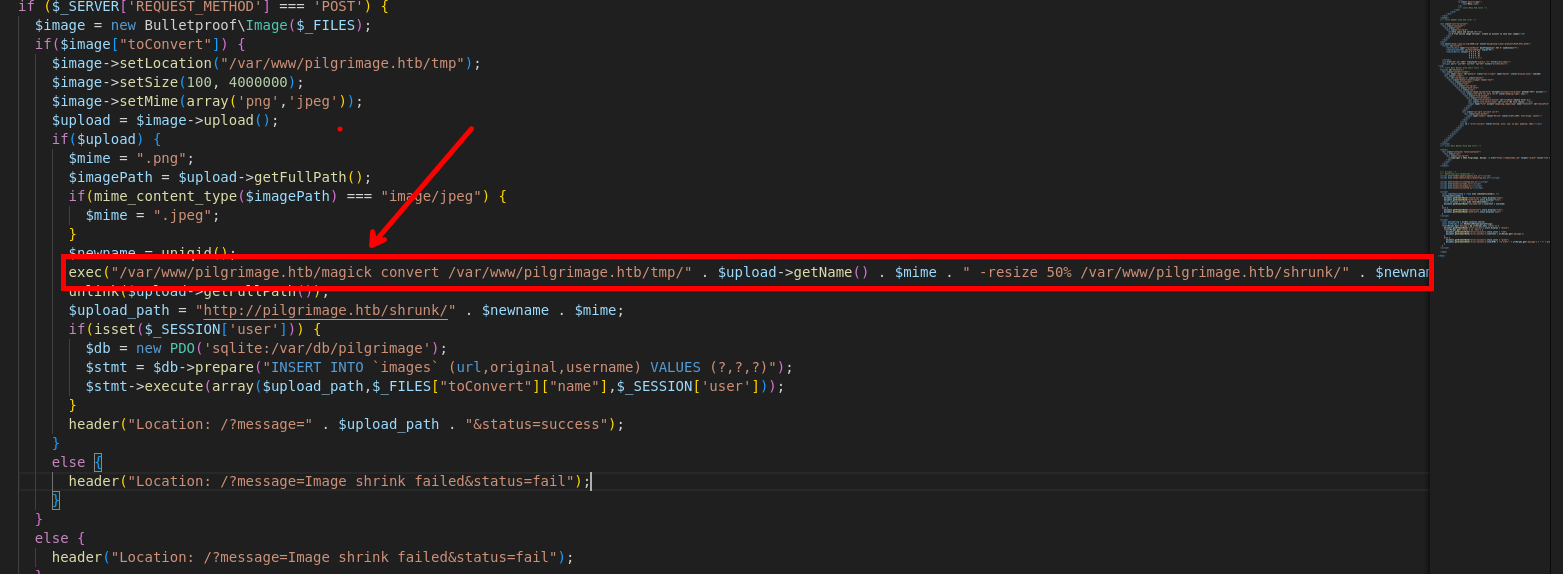 if ($_SERVER['REQUEST_METHOD'] === 'POST') {
$image = new Bulletproof\Image($_FILES);
if($image["toConvert"]) {
$image->setLocation("/var/www/pilgrimage.htb/tmp");
$image->setSize(100, 4000000);
$image->setMime(array('png','jpeg'));
$upload = $image->upload();
if($upload) {
$mime = ".png";
$imagePath = $upload->getFullPath();
if(mime_content_type($imagePath) === "image/jpeg") {
$mime = ".jpeg";
}
$newname = uniqid();
exec("/var/www/pilgrimage.htb/magick convert /var/www/pilgrimage.htb/tmp/" . $upload->getName() . $mime . " -resize 50% /var/www/pilgrimage.htb/shrunk/" . $newnam
unlink($upload->getFullPath());
$upload_path = "http://pilgrimage.htb/shrunk/" . $newname . $mime;
if(isset($_SESSION['user'])) {
$db = new PDO('sqlite:/var/db/pilgrimage');
$stmt = $db->prepare("INSERT INTO `images` (url,original,username) VALUES (?,?,?)");
$stmt->execute(array($upload_path,$_FILES["toConvert"]["name"],$_SESSION['user']));
}
header("Location: /?message=" . $upload_path . "&status=success");
}
else {
header("Location: /?message=Image shrink failed&status=fail");
}
}
else {
header("Location: /?message=Image shrink failed&status=fail");
}